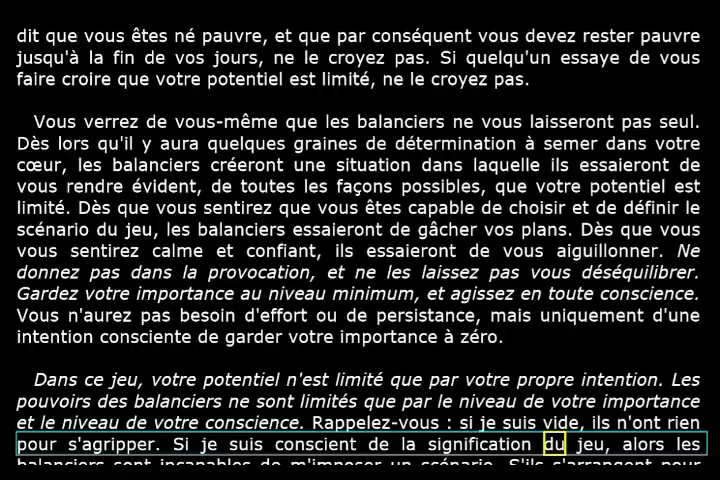 dit que vous êtes né pauvre, et que par conséquent vous devez rester pauvre
jusqu'à la fin de vos jours, ne le croyez pas. Si quelqu'un essaye de vous
faire croire que votre potentiel est limité, ne le croyez pas.
Vous verrez de vous-même que les balanciers ne vous laisseront pas seul.
Dès lors qu'il y aura quelques graines de détermination à semer dans votre
cœur, les balanciers créeront une situation dans laquelle ils essaieront de
vous rendre évident, de toutes les façons possibles, que votre potentiel est
limité. Dès que vous sentirez que vous êtes capable de choisir et de définir le
scénario du jeu, les balanciers essaieront de gâcher vos plans. Dès que vous
vous sentirez calme et confiant, ils essaieront de vous aiguillonner. Ne
donnez pas dans la provocation, et ne les laissez pas vous déséquilibrer.
Gardez votre importance au niveau minimum, et agissez en toute conscience.
Vous n'aurez pas besoin d'effort ou de persistance, mais uniquement d'une
intention consciente de garder votre importance à zéro.
Dans ce jeu, votre potentiel n'est limité que par votre propre intention. Les
pouvoirs des balanciers ne sont limités que par le niveau de votre importance
et le niveau de votre conscience. Rappelez-vous : si je suis vide, ils n'ont rien
pour s'agripper. Si je suis conscient de la signification du jeu, alors les
balanciers sont incapables de m'imposer un scénario. S'ils s'arrangent pour